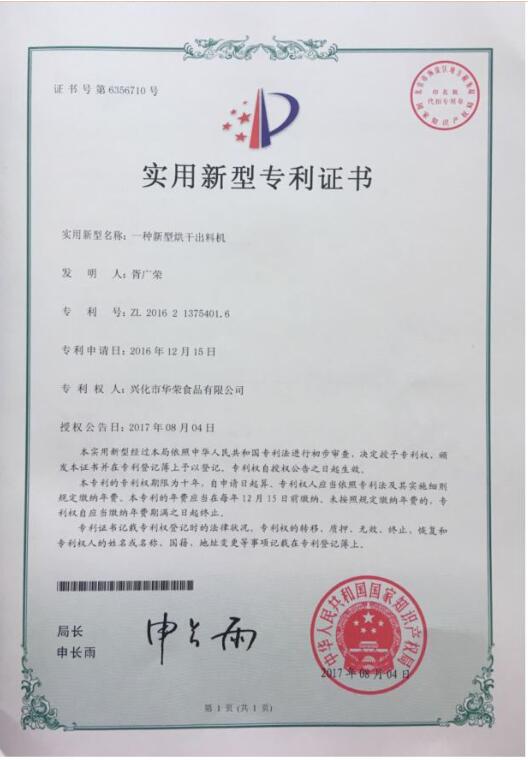 证书号第6356710号
印花税
代扣专用章
国家知识产权局
实用新型专利证书
实用新型名称：一种新型烘干出料机
发 明 人：胥广荣
专 利 号：ZL 2016 2 1375401.6
专利申请日：2016年12月15日
专 利 权 人：兴化市华荣食品有限公司
授权公告日：2017年08月04日
本实用新型经过本局依照中华人民共和国专利法进行初步审查，决定授予专利权，颁
发本证书并在专利登记簿上予以登记。专利权自授权公告之日起生效。
本专利的专利权期限为十年，自申请日起算。专利权人应当依照专利法及其实施细则
规定缴纳年费。本专利的年费应当在每年12月15日前缴纳。未按照规定缴纳年费的，专
利权自应当缴纳年费期满之日起终止。
专利证书记载专利权登记时的法律状况。专利权的转移、质押、无效、终止、恢复和
专利权人的姓名或名称、国籍、地址变更等事项记载在专利登记簿上。
局长
申长雨
申长雨
中华人民共和国国家知识产权局
2017年08月04日
第1页(共1页)